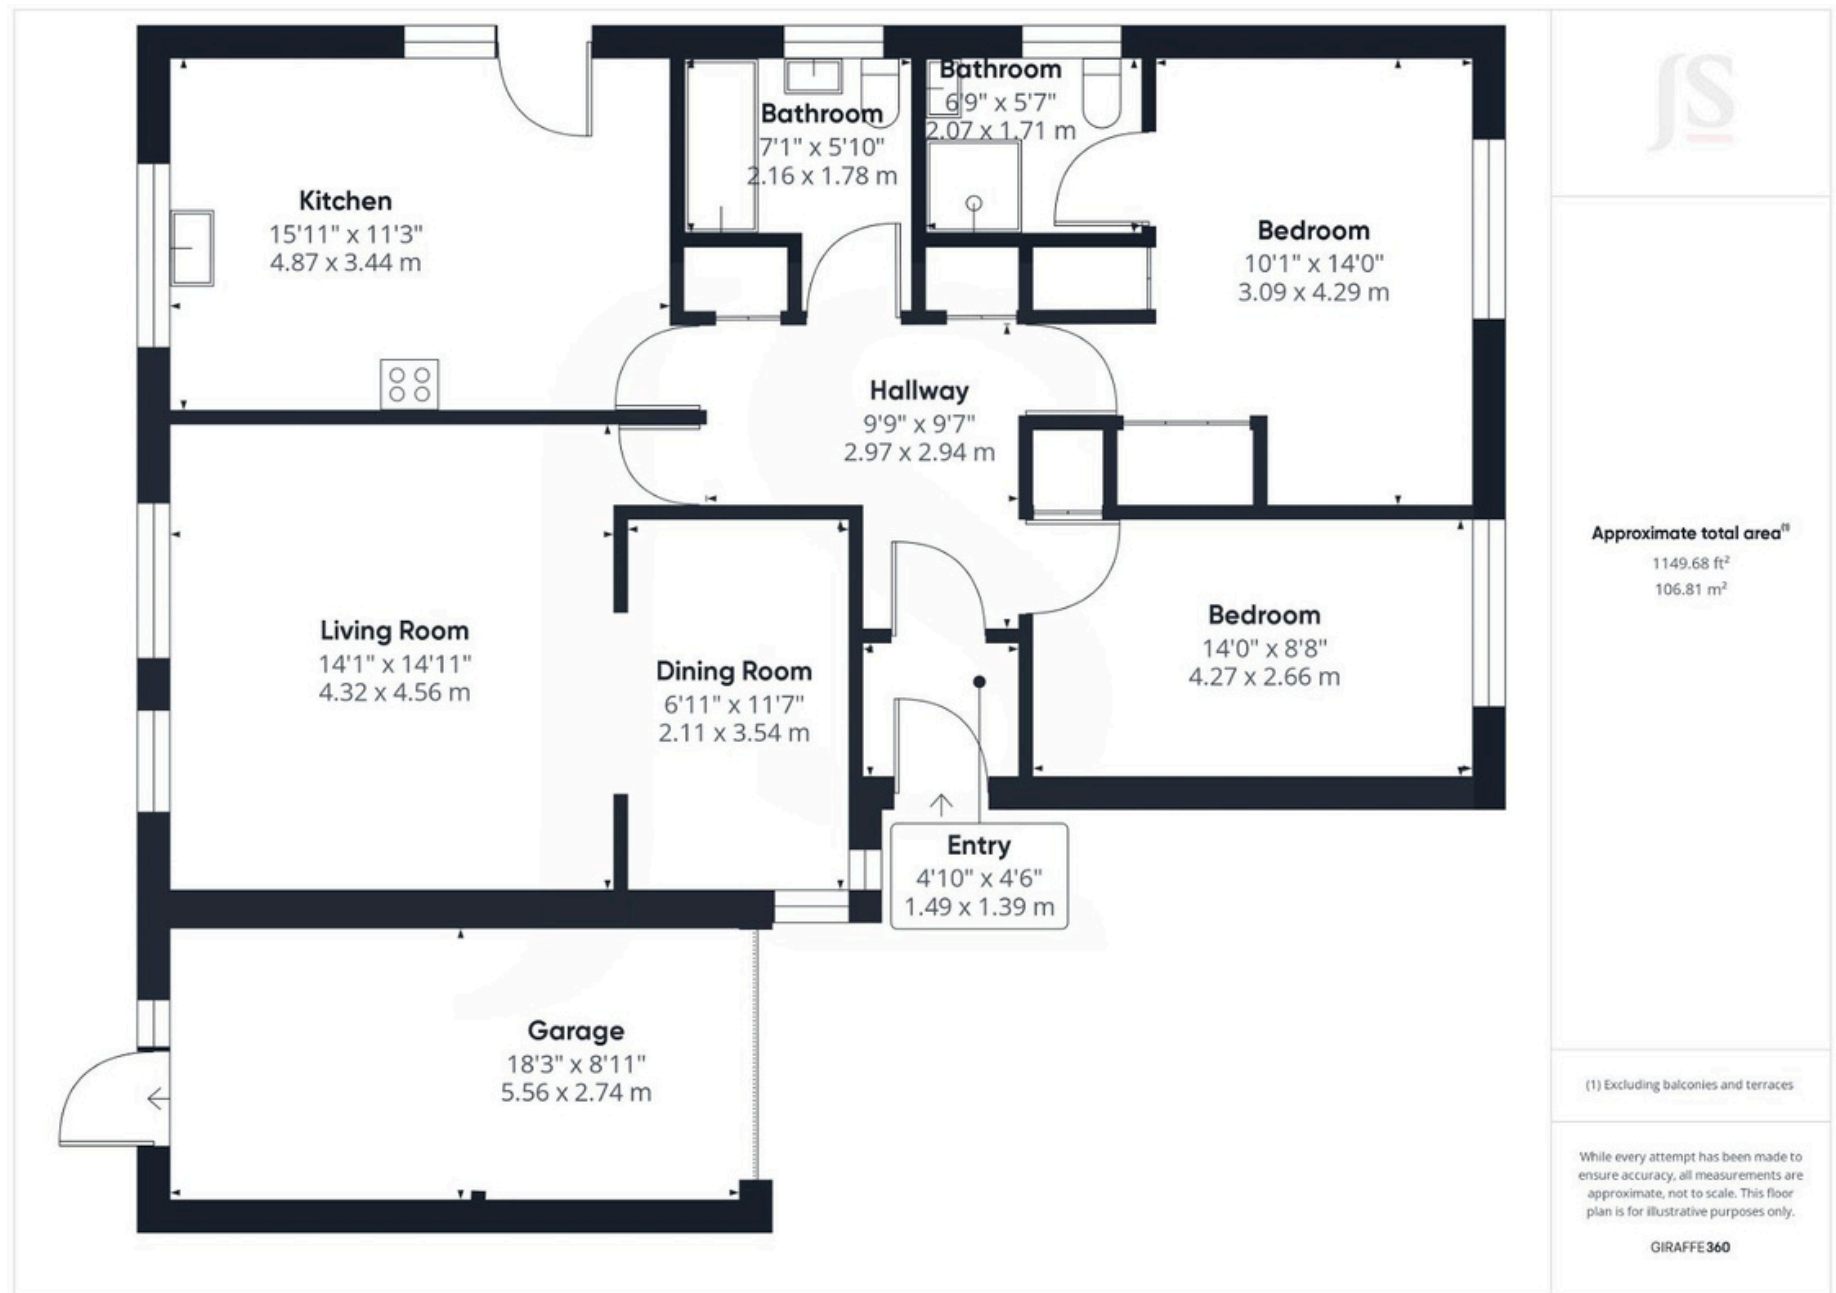 Kitchen
15'11" x 11'3"
4.87 x 3.44 m
Bathroom
7'1" x 5'10"
2.16 x 1.78 m
Bathroom
6'9" x 5'7"
2.07 x 1.71 m
Bedroom
10'1" x 14'0"
3.09 x 4.29 m
Hallway
9'9" x 9'7"
2.97 x 2.94 m
Living Room
14'1" x 14'11"
4.32 x 4.56 m
Dining Room
6'11" x 11'7"
2.11 x 3.54 m
Bedroom
14'0" x 8'8"
4.27 x 2.66 m
Entry
4'10" x 4'6"
1.49 x 1.39 m
Garage
18'3" x 8'11"
5.56 x 2.74 m
JS
Approximate total area(1)
1149.68 ft²
106.81 m²
(1) Excluding balconies and terraces
While every attempt has been made to
ensure accuracy, all measurements are
approximate, not to scale. This floor
plan is for illustrative purposes only.
GIRAFFE360